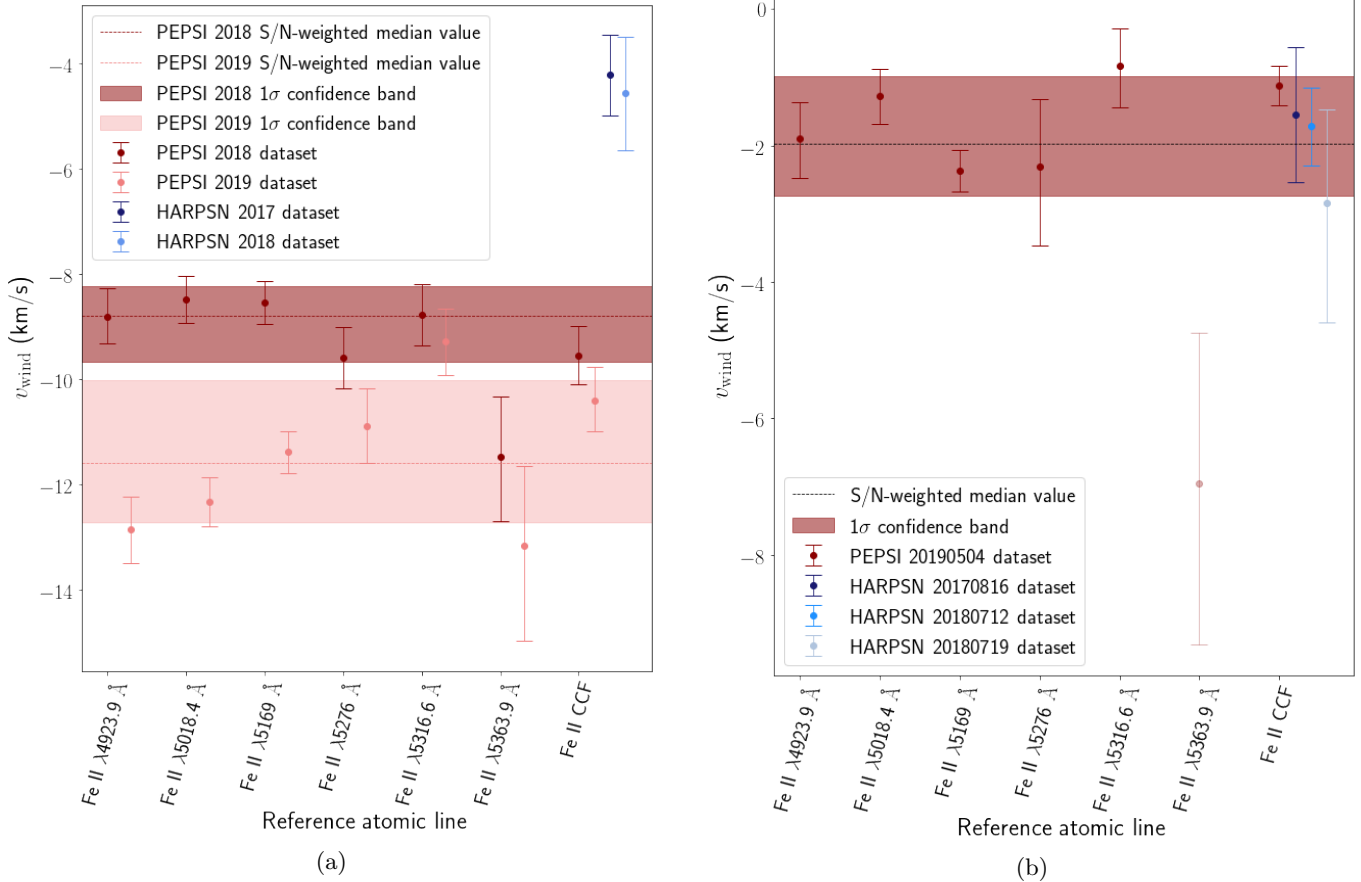 PEPSI 2018 S/N-weighted median value
PEPSI 2019 S/N-weighted median value
PEPSI 2018 1σ confidence band
PEPSI 2019 1σ confidence band
PEPSI 2018 dataset
PEPSI 2019 dataset
HARPSN 2017 dataset
HARPSN 2018 dataset
−4
−6
−8
−10
−12
−14
v_wind (km/s)
Fe II λ4923.9 Å
Fe II λ5018.4 Å
Fe II λ5169 Å
Fe II λ5276 Å
Fe II λ5316.6 Å
Fe II λ5363.9 Å
Fe II CCF
Reference atomic line
(a)
0
−2
−4
−6
−8
v_wind (km/s)
S/N-weighted median value
1σ confidence band
PEPSI 20190504 dataset
HARPSN 20170816 dataset
HARPSN 20180712 dataset
HARPSN 20180719 dataset
Fe II λ4923.9 Å
Fe II λ5018.4 Å
Fe II λ5169 Å
Fe II λ5276 Å
Fe II λ5316.6 Å
Fe II λ5363.9 Å
Fe II CCF
Reference atomic line
(b)